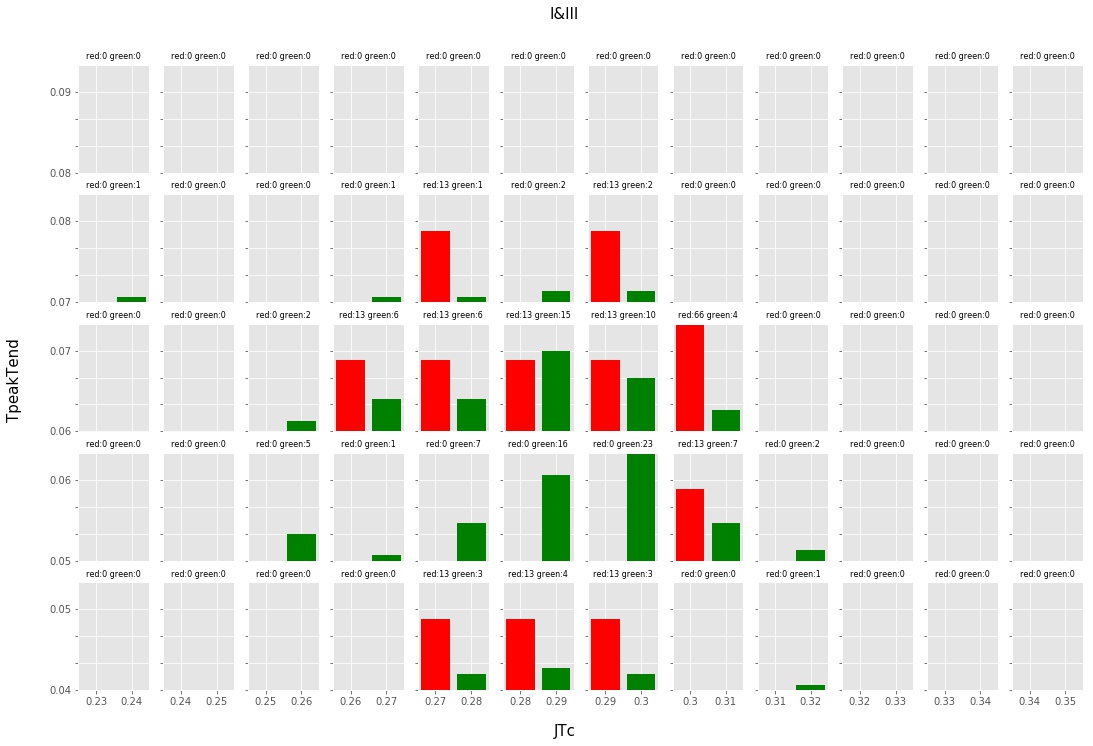 I&III
red:0 green:0 red:0 green:0 red:0 green:0 red:0 green:0 red:0 green:0 red:0 green:0 red:0 green:0 red:0 green:0 red:0 green:0 red:0 green:0 red:0 green:0 red:0 green:0
0.09
0.08
red:0 green:1 red:0 green:0 red:0 green:0 red:0 green:1 red:13 green:1 red:0 green:2 red:13 green:2 red:0 green:0 red:0 green:0 red:0 green:0 red:0 green:0 red:0 green:0
0.08
0.07
red:0 green:0 red:0 green:0 red:0 green:2 red:13 green:6 red:13 green:6 red:13 green:15 red:13 green:10 red:66 green:4 red:0 green:0 red:0 green:0 red:0 green:0 red:0 green:0
0.07
0.06
red:0 green:0 red:0 green:0 red:0 green:5 red:0 green:1 red:0 green:7 red:0 green:16 red:0 green:23 red:13 green:7 red:0 green:2 red:0 green:0 red:0 green:0 red:0 green:0
0.06
0.05
red:0 green:0 red:0 green:0 red:0 green:0 red:0 green:0 red:13 green:3 red:13 green:4 red:13 green:3 red:0 green:0 red:0 green:1 red:0 green:0 red:0 green:0 red:0 green:0
0.05
0.04
0.23 0.24 0.24 0.25 0.25 0.26 0.26 0.27 0.27 0.28 0.28 0.29 0.29 0.3 0.3 0.31 0.31 0.32 0.32 0.33 0.33 0.34 0.34 0.35
TpeakTend
JTc